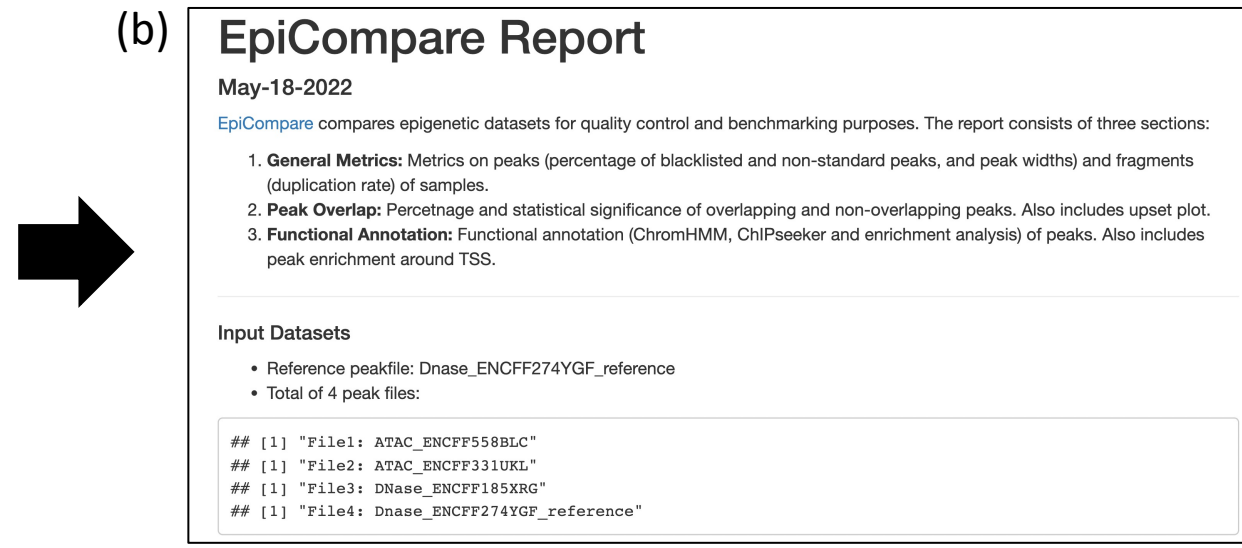 (b)
EpiCompare Report
May-18-2022
EpiCompare compares epigenetic datasets for quality control and benchmarking purposes. The report consists of three sections:
1. General Metrics: Metrics on peaks (percentage of blacklisted and non-standard peaks, and peak widths) and fragments
(duplication rate) of samples.
2. Peak Overlap: Percetnage and statistical significance of overlapping and non-overlapping peaks. Also includes upset plot.
3. Functional Annotation: Functional annotation (ChromHMM, ChIPseeker and enrichment analysis) of peaks. Also includes
peak enrichment around TSS.
Input Datasets
• Reference peakfile: Dnase_ENCFF274YGF_reference
• Total of 4 peak files:
## [1] "File1: ATAC_ENCFF558BLC"
## [1] "File2: ATAC_ENCFF331UKL"
## [1] "File3: DNase_ENCFF185XRG"
## [1] "File4: Dnase_ENCFF274YGF_reference"